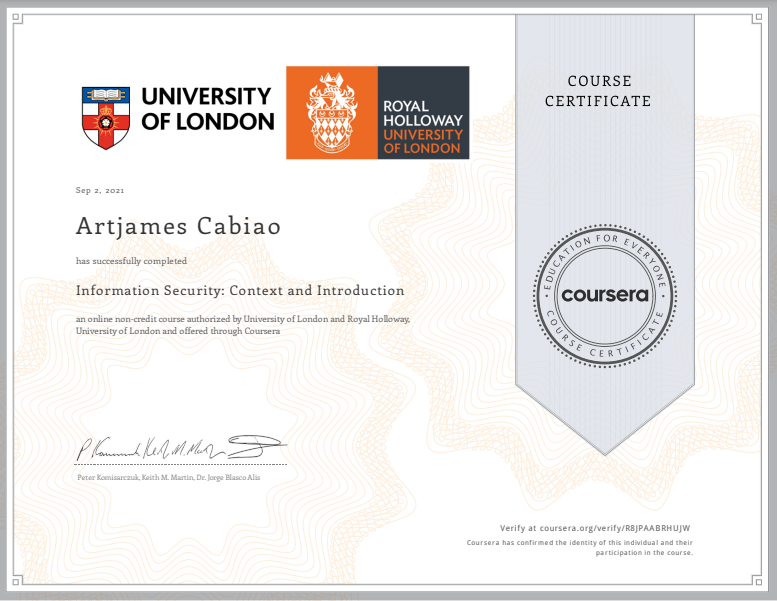 UNIVERSITY
OF LONDON
ROYAL
HOLLOWAY
UNIVERSITY
OF LONDON
COURSE
CERTIFICATE
Sep 2, 2021
Artjames Cabiao
has successfully completed
Information Security: Context and Introduction
an online non-credit course authorized by University of London and Royal Holloway,
University of London and offered through Coursera
EDUCATION FOR EVERYONE
coursera
COURSE CERTIFICATE
Peter Komisarczuk, Keith M. Martin, Dr. Jorge Blasco Alis
Verify at coursera.org/verify/R8JPAABRHUJW
Coursera has confirmed the identity of this individual and their
participation in the course.